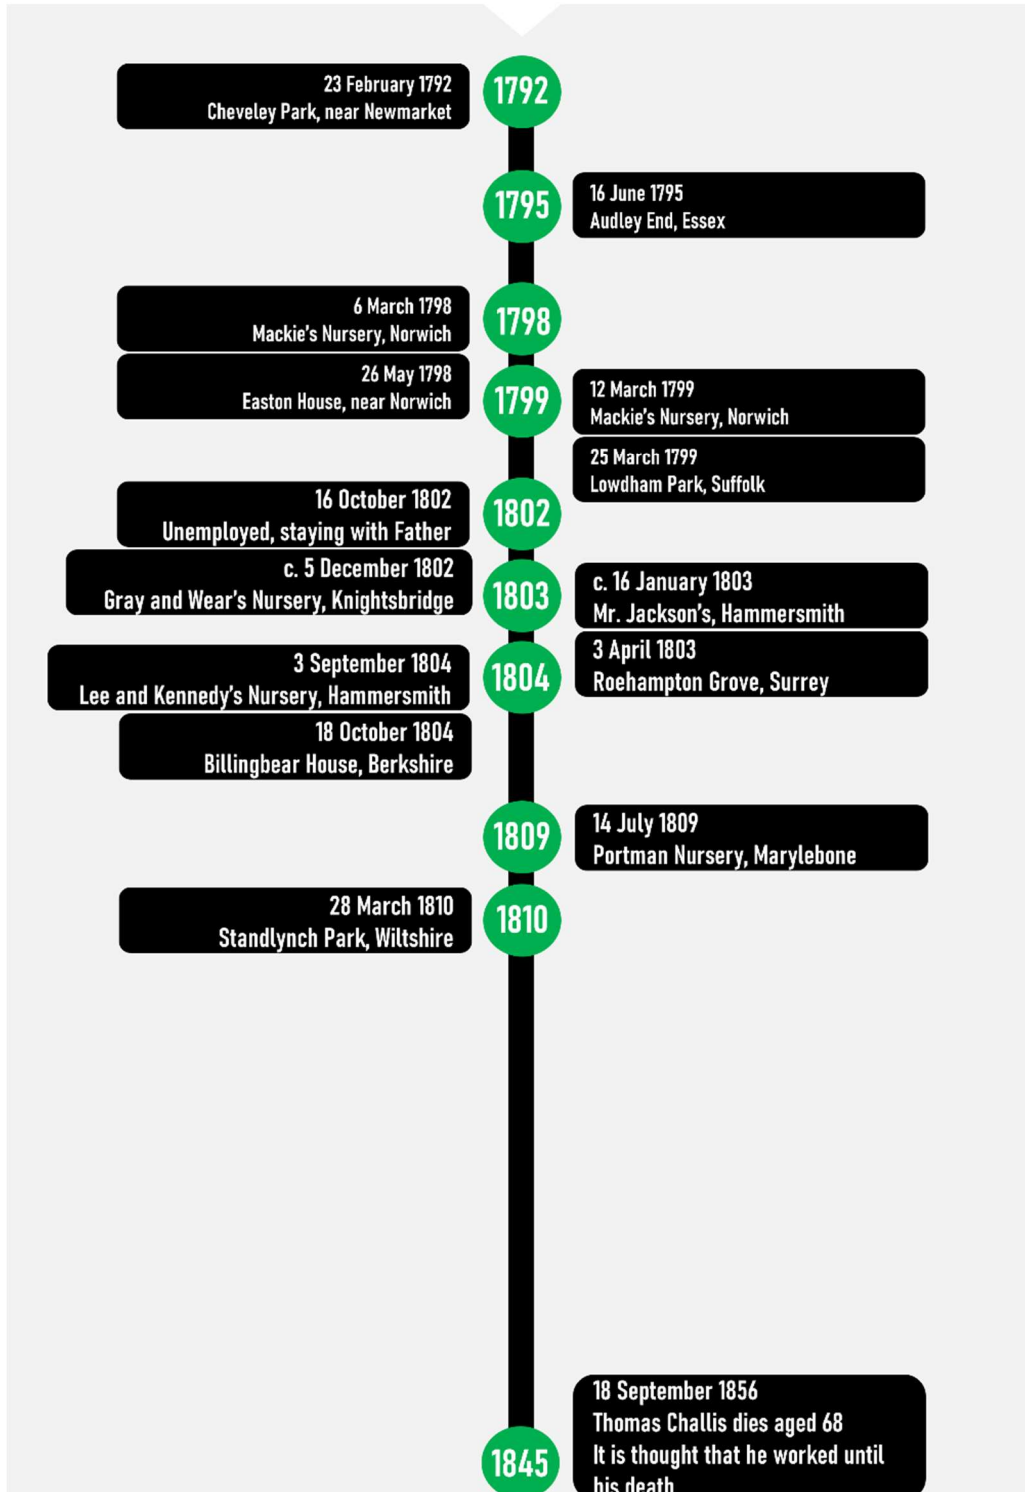 1792
23 February 1792
Cheveley Park, near Newmarket
1795
16 June 1795
Audley End, Essex
1798
6 March 1798
Mackie's Nursery, Norwich
26 May 1798
Easton House, near Norwich
1799
12 March 1799
Mackie's Nursery, Norwich
25 March 1799
Lowdham Park, Suffolk
1802
16 October 1802
Unemployed, staying with Father
c. 5 December 1802
Gray and Wear's Nursery, Knightsbridge
1803
c. 16 January 1803
Mr. Jackson's, Hammersmith
3 April 1803
Roehampton Grove, Surrey
1804
3 September 1804
Lee and Kennedy's Nursery, Hammersmith
18 October 1804
Billingbear House, Berkshire
1809
14 July 1809
Portman Nursery, Marylebone
1810
28 March 1810
Standlynch Park, Wiltshire
1845
18 September 1856
Thomas Challis dies aged 68
It is thought that he worked until
his death